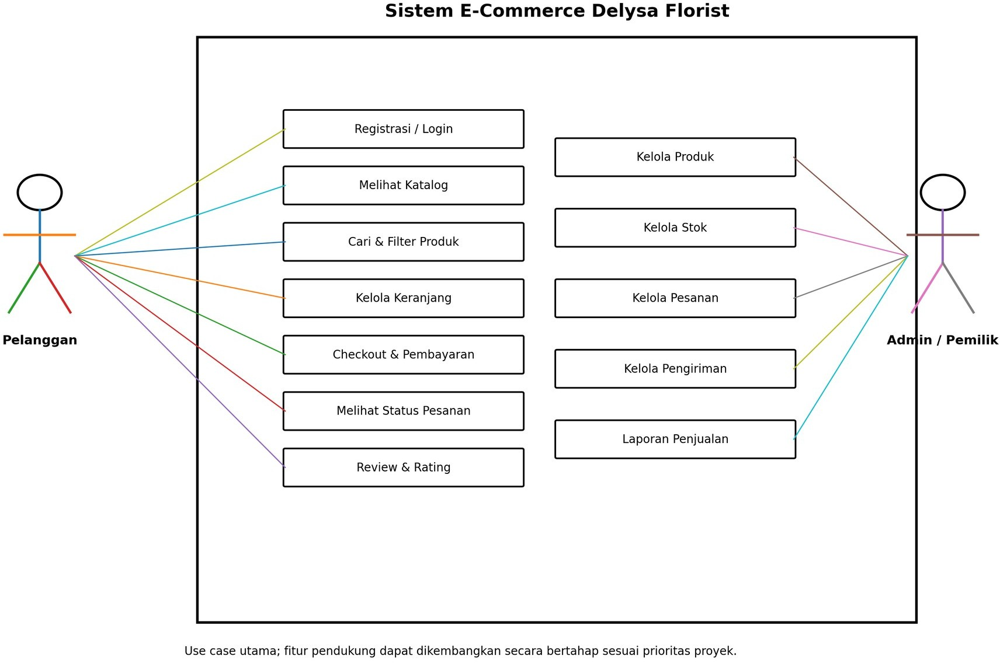 Sistem E-Commerce Delysa Florist
Registrasi / Login
Melihat Katalog
Cari & Filter Produk
Kelola Keranjang
Checkout & Pembayaran
Melihat Status Pesanan
Review & Rating
Kelola Produk
Kelola Stok
Kelola Pesanan
Kelola Pengiriman
Laporan Penjualan
Pelanggan
Admin / Pemilik
Use case utama; fitur pendukung dapat dikembangkan secara bertahap sesuai prioritas proyek.